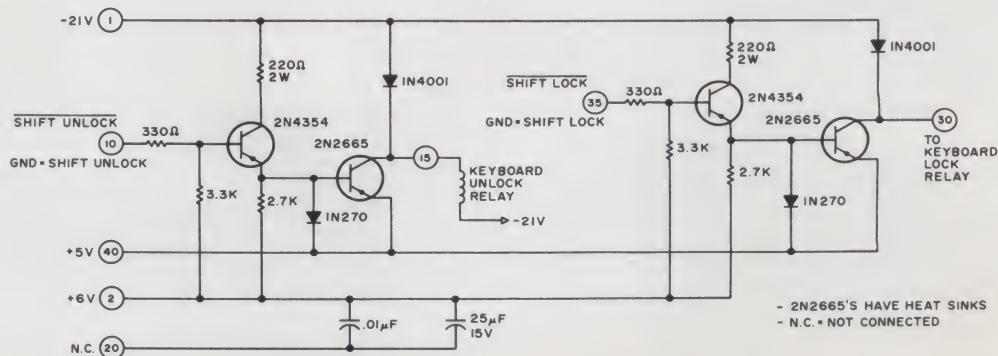 -21V 1
220Ω
2W
1N4001
220Ω
2W
1N4001
SHIFT UNLOCK
10
330Ω
GND = SHIFT UNLOCK
2N4354
2N2665
15
KEYBOARD
UNLOCK
RELAY
-21V
3.3K
2.7K
1N270
SHIFT LOCK
35
330Ω
GND = SHIFT LOCK
2N4354
2N2665
30
TO
KEYBOARD
LOCK
RELAY
3.3K
2.7K
1N270
+5V 40
+6V 2
.01μF
25μF
15V
N.C. 20
- 2N2665'S HAVE HEAT SINKS
- N.C. = NOT CONNECTED